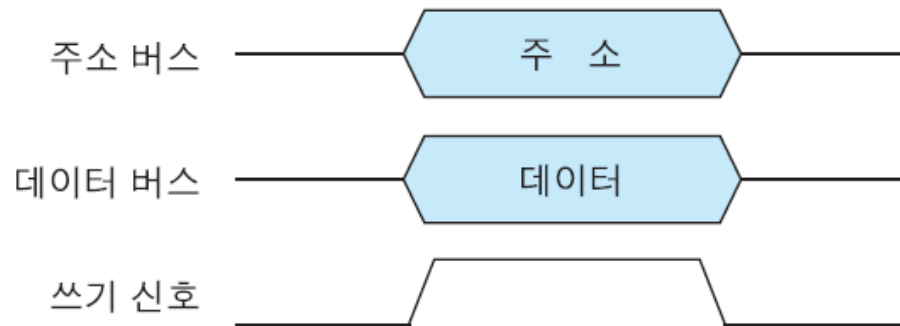 주소 버스
주 소
데이터 버스
데이터
쓰기 신호